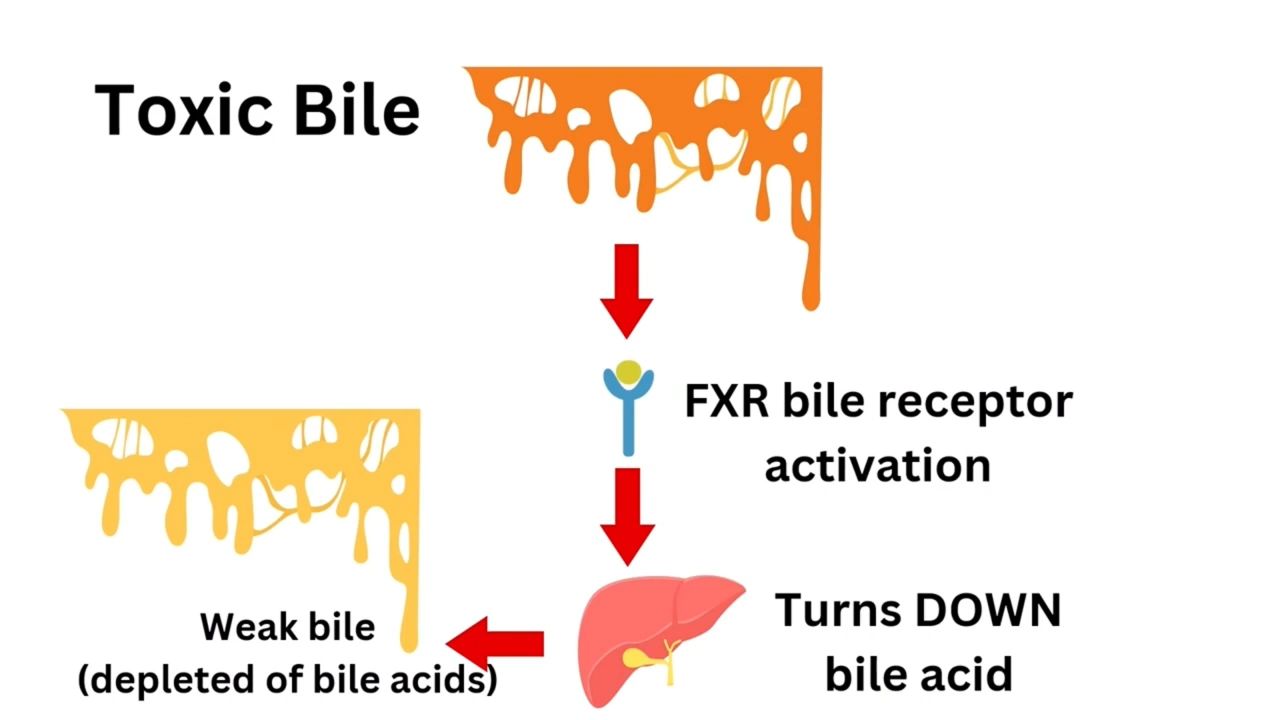 Toxic Bile
FXR bile receptor
activation
Turns DOWN
bile acid
Weak bile
(depleted of bile acids)